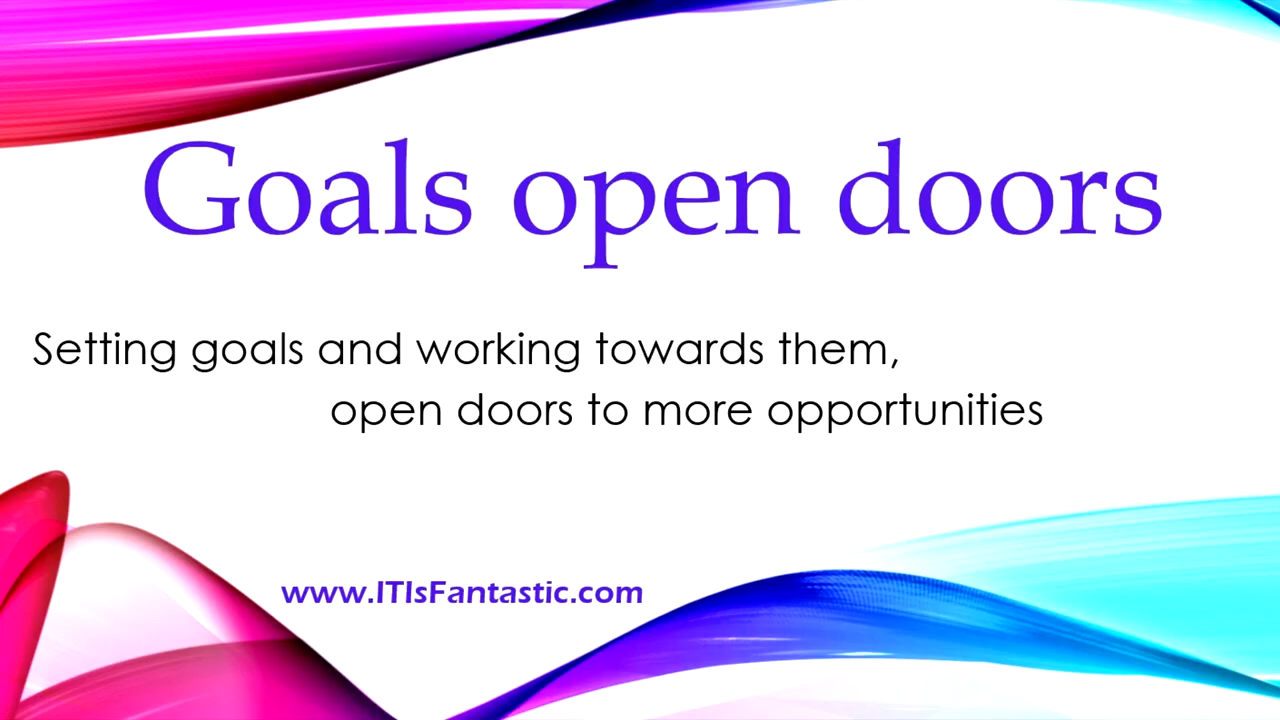 Goals open doors
Setting goals and working towards them,
open doors to more opportunities
www.ITIsFantastic.com